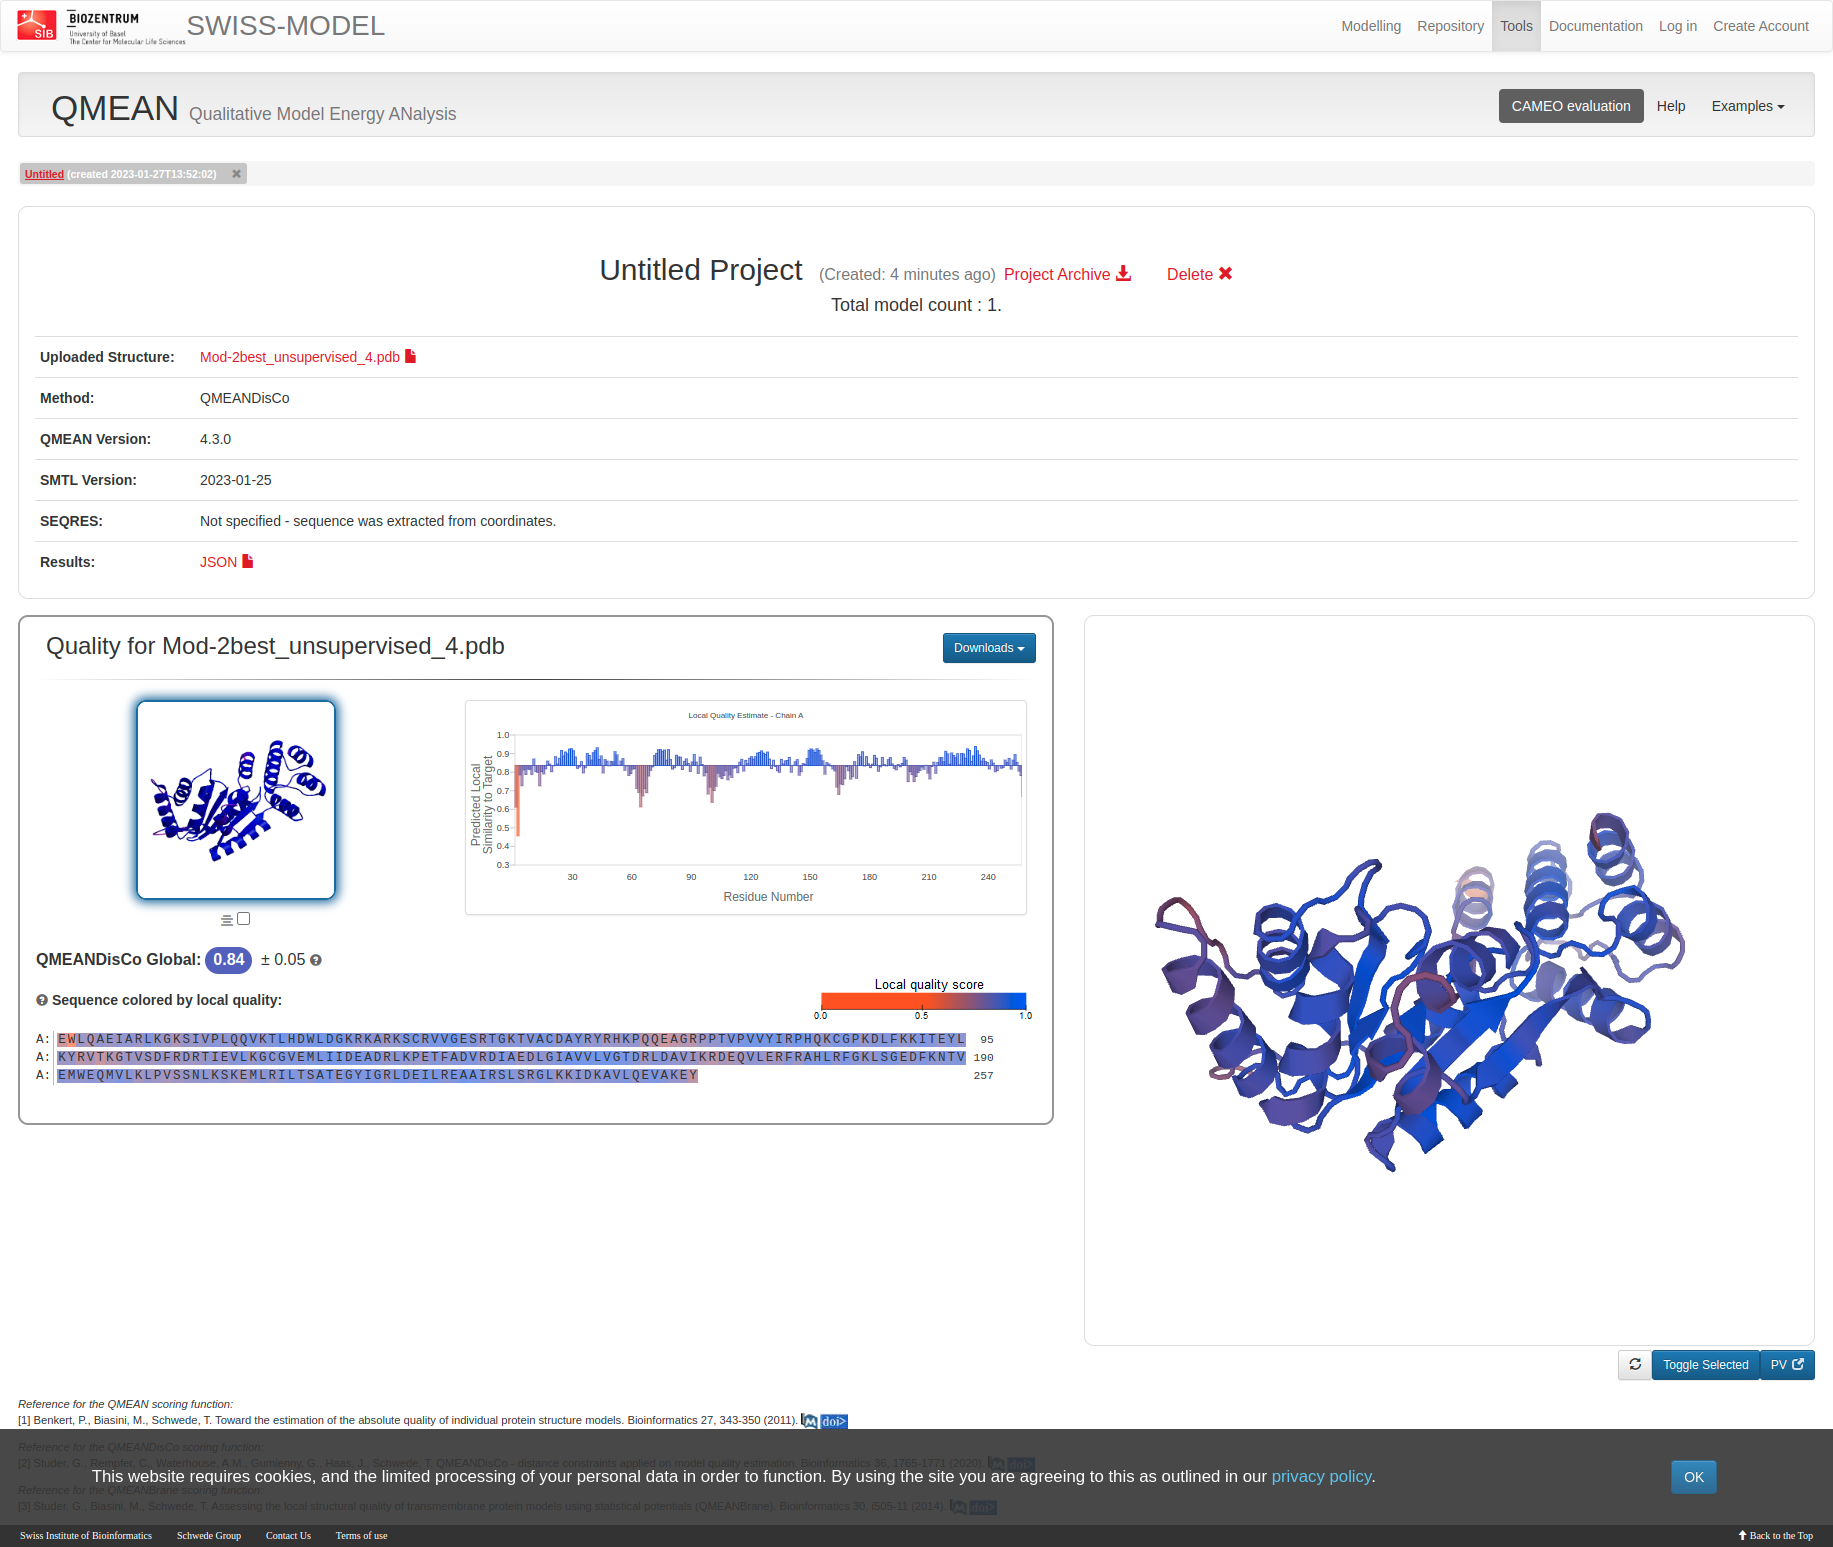 SIB
BIOZENTRUM
University of Basel
The Center for Molecular Life Sciences
SWISS-MODEL
Modelling Repository Tools Documentation Log in Create Account
QMEAN Qualitative Model Energy ANalysis
CAMEO evaluation Help Examples
Untitled (created 2023-01-27T13:52:02)
Untitled Project (Created: 4 minutes ago) Project Archive Delete
Total model count : 1.
Uploaded Structure: Mod-2best_unsupervised_4.pdb
Method: QMEANDisCo
QMEAN Version: 4.3.0
SMTL Version: 2023-01-25
SEQRES: Not specified - sequence was extracted from coordinates.
Results: JSON
Quality for Mod-2best_unsupervised_4.pdb
Downloads
Local Quality Estimate - Chain A
Predicted Local
Similarity to Target
1.0
0.9
0.8
0.7
0.6
0.5
0.4
0.3
30 60 90 120 150 180 210 240
Residue Number
QMEANDisCo Global: 0.84 ± 0.05
Sequence colored by local quality:
Local quality score
0.0 0.5 1.0
A: EWLQAEIARLKGKSIVPLQQVKTLHDWLDGKRKARKSCRVVGESRTGKTVACDAYRYRHKPQQEAGRPPTVPVVYIRPHQKCGPKDLFKKITEYL 95
A: KYRVTKGTVSDFRDRTIEVLKGCGVEMLIIDEADRLKPETFADVRDIAEDLGIAVVLVGTDRLDAVIKRDEQVLERFRAHLRFGKLSGEDFKNTV 190
A: EMWEQMVLKLPVSSNLKSKEMLRILTSATEGYIGRLDEILREAAIRSLSRGLKKIDKAVLQEVAKEY 257
Toggle Selected
PV
Reference for the QMEAN scoring function:
[1] Benkert, P., Biasini, M., Schwede, T. Toward the estimation of the absolute quality of individual protein structure models. Bioinformatics 27, 343-350 (2011). M doi>
Reference for the QMEANDisCo scoring function:
[2] Studer, G., Rempfer, C., Waterhouse, A.M., Gumienny, G., Haas, J., Schwede, T. QMEANDisCo - distance constraints applied on model quality estimation. Bioinformatics 36, 1765-1771 (2020). M doi>
This website requires cookies, and the limited processing of your personal data in order to function. By using the site you are agreeing to this as outlined in our privacy policy.
OK
Reference for the QMEANBrane scoring function:
[3] Studer, G., Biasini, M., Schwede, T. Assessing the local structural quality of transmembrane protein models using statistical potentials (QMEANBrane). Bioinformatics 30, i505-11 (2014). M doi>
Swiss Institute of Bioinformatics Schwede Group Contact Us Terms of use
Back to the Top